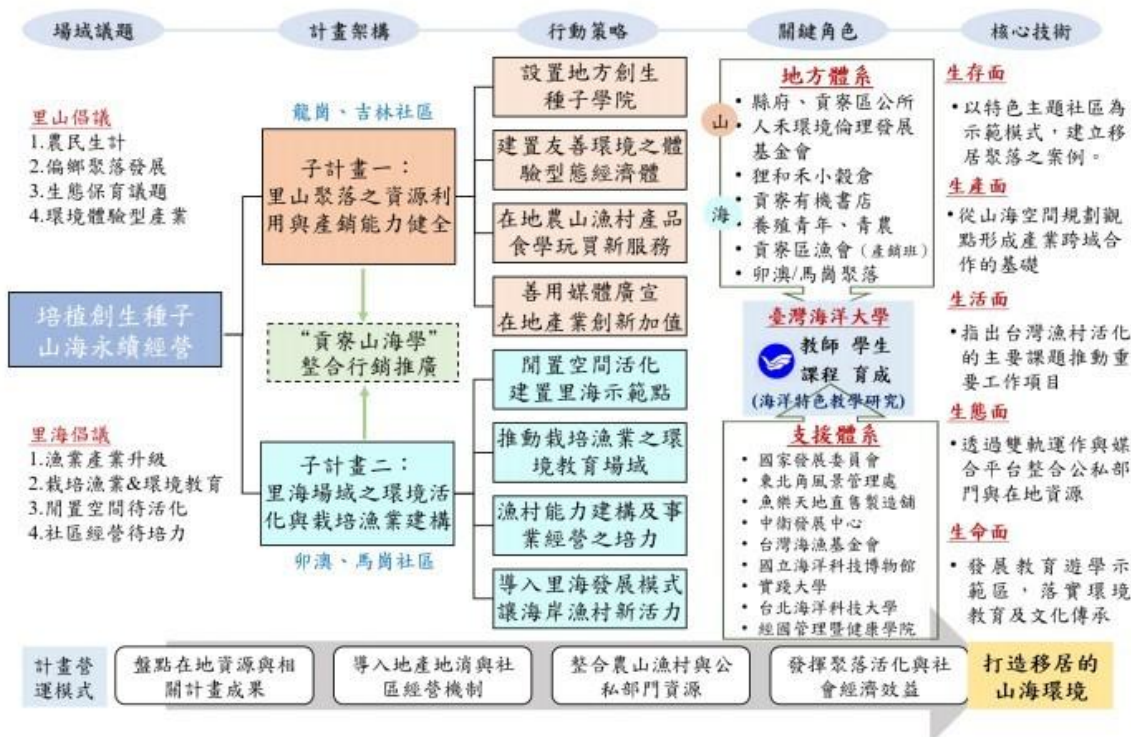 場域議題
計畫架構
行動策略
關鍵角色
核心技術
里山倡議
1.農民生計
2.偏鄉聚落發展
3.生態保育議題
4.環境體驗型產業
培植創生種子
山海永續經營
里海倡議
1.漁業產業升級
2.栽培漁業&環境教育
3.閒置空間待活化
4.社區經營待培力
龍崗、吉林社區
子計畫一：
里山聚落之資源利
用與產銷能力健全
“貢寮山海學”
整合行銷推廣
子計畫二：
里海場域之環境活
化與栽培漁業建構
卯澳、馬崗社區
設置地方創生
種子學院
建置友善環境之體
驗型態經濟體
在地農山漁村產品
食學玩買新服務
善用媒體廣宣
在地產業創新加值
閒置空間活化
建置里海示範點
推動栽培漁業之環
境教育場域
漁村能力建構及事
業經營之培力
導入里海發展模式
讓海岸漁村新活力
山
海
地方體系
• 縣府、貢寮區公所
• 人禾環境倫理發展
基金會
• 狸和禾小穀倉
• 貢寮有機書店
• 養殖青年、青農
• 貢寮區漁會（產銷班）
• 卯澳/馬崗聚落
臺灣海洋大學
教師 學生
課程 育成
(海洋特色教學研究)
支援體系
• 國家發展委員會
• 東北角風景管理處
• 魚樂天地直售製造舖
• 中衛發展中心
• 台灣海漁基金會
• 國立海洋科技博物館
• 實踐大學
• 台北海洋科技大學
• 經國管理暨健康學院
生存面
• 以特色主題社區為
示範模式，建立移
居聚落之案例。
生產面
• 從山海空間規劃觀
點形成產業跨域合
作的基礎
生活面
• 指出台灣漁村活化
的主要課題推動重
要工作項目
生態面
• 透過雙軌運作與媒
合平台整合公私部
門與在地資源
生命面
• 發展教育遊學示
範區，落實環境
教育及文化傳承
計畫營
運模式
盤點在地資源與相
關計畫成果
導入地產地消與社
區經營機制
整合農山漁村與公
私部門資源
發揮聚落活化與社
會經濟效益
打造移居的
山海環境